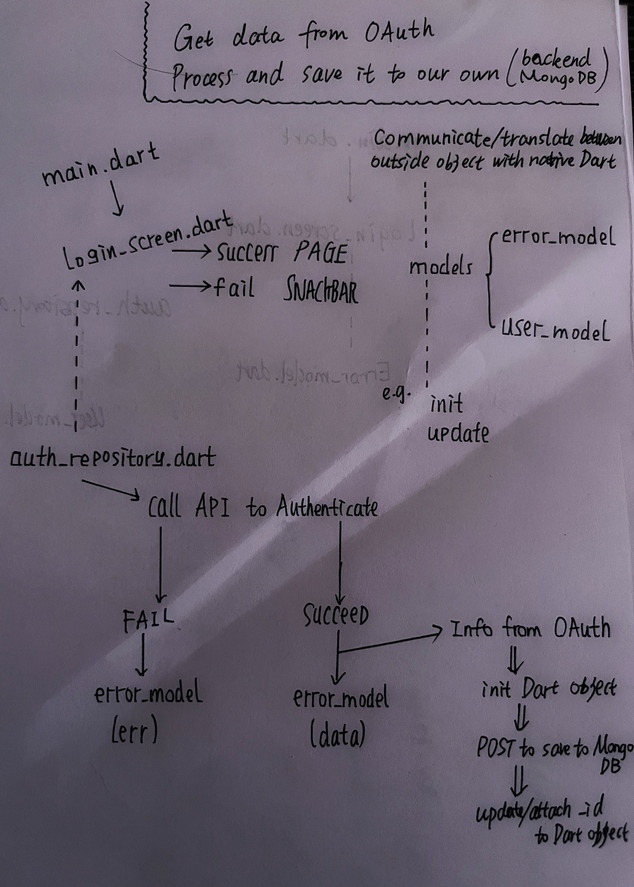 Get data from OAuth
Process and save it to our own (backend MongoDB)
Communicate/translate between
outside object with native Dart
main.dart
Login_screen.dart
success PAGE
fail SNACKBAR
models
error_model
user_model
e.g. init
update
auth_repository.dart
Call API to Authenticate
FAIL
SUCCEED
Info from OAuth
error_model
(err)
error_model
(data)
init Dart object
POST to save to Mongo
DB
update/attach _id
to Dart object